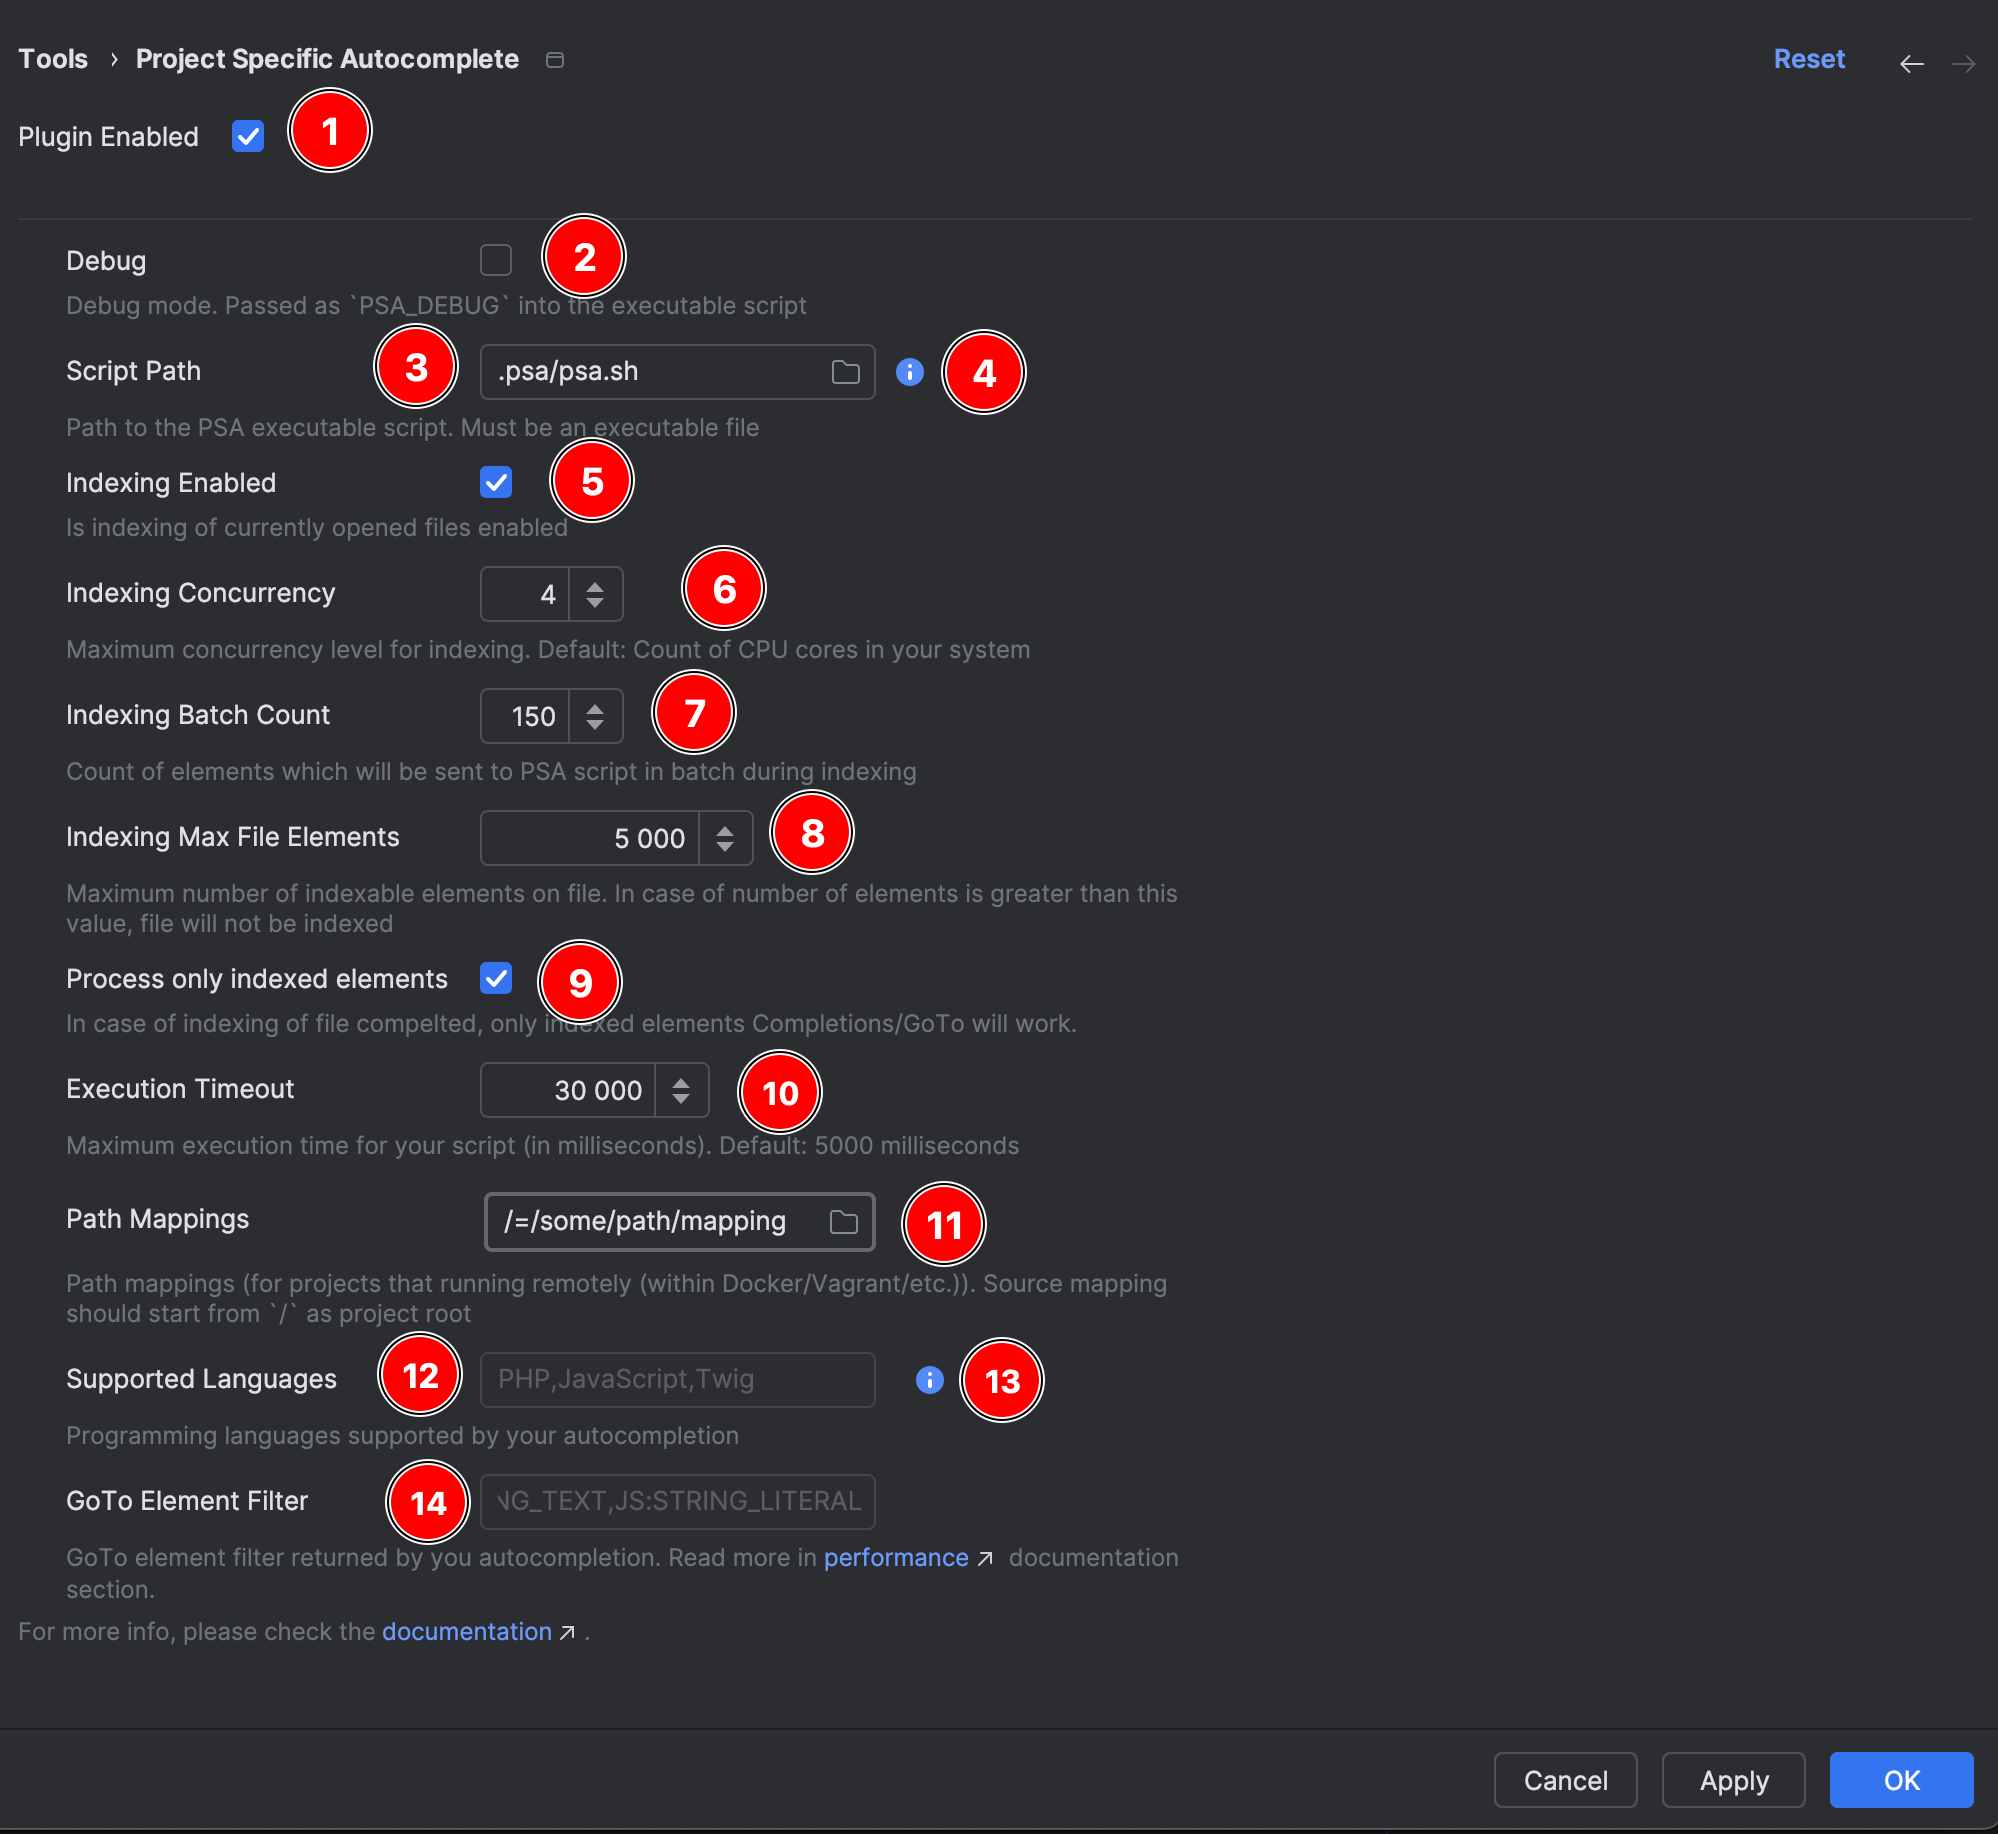 Tools › Project Specific Autocomplete
Reset
Plugin Enabled 1
Debug 2
Debug mode. Passed as `PSA_DEBUG` into the executable script
Script Path 3 .psa/psa.sh 4
Path to the PSA executable script. Must be an executable file
Indexing Enabled 5
Is indexing of currently opened files enabled
Indexing Concurrency 4 6
Maximum concurrency level for indexing. Default: Count of CPU cores in your system
Indexing Batch Count 150 7
Count of elements which will be sent to PSA script in batch during indexing
Indexing Max File Elements 5 000 8
Maximum number of indexable elements on file. In case of number of elements is greater than this
value, file will not be indexed
Process only indexed elements 9
In case of indexing of file compelted, only indexed elements Completions/GoTo will work.
Execution Timeout 30 000 10
Maximum execution time for your script (in milliseconds). Default: 5000 milliseconds
Path Mappings /=/some/path/mapping 11
Path mappings (for projects that running remotely (within Docker/Vagrant/etc.)). Source mapping
should start from `/` as project root
Supported Languages 12 PHP,JavaScript,Twig 13
Programming languages supported by your autocompletion
GoTo Element Filter 14 NG_TEXT,JS:STRING_LITERAL
GoTo element filter returned by you autocompletion. Read more in performance ↗ documentation
section.
For more info, please check the documentation ↗ .
Cancel Apply OK